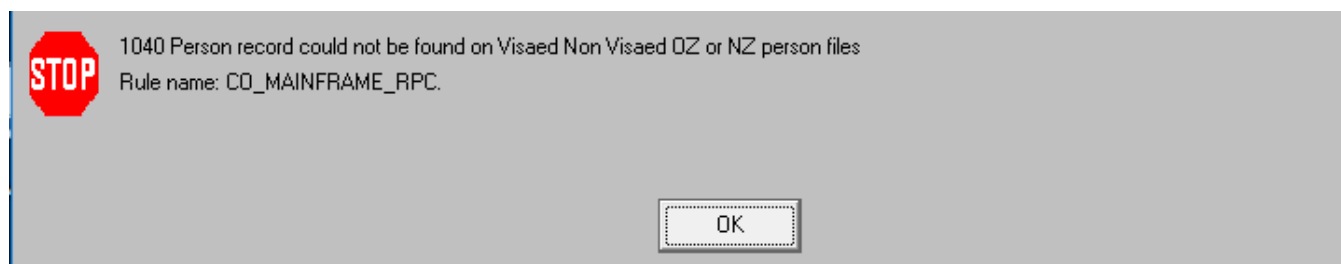 STOP
1040 Person record could not be found on Visaed Non Visaed OZ or NZ person files
Rule name: CO_MAINFRAME_RPC.
OK